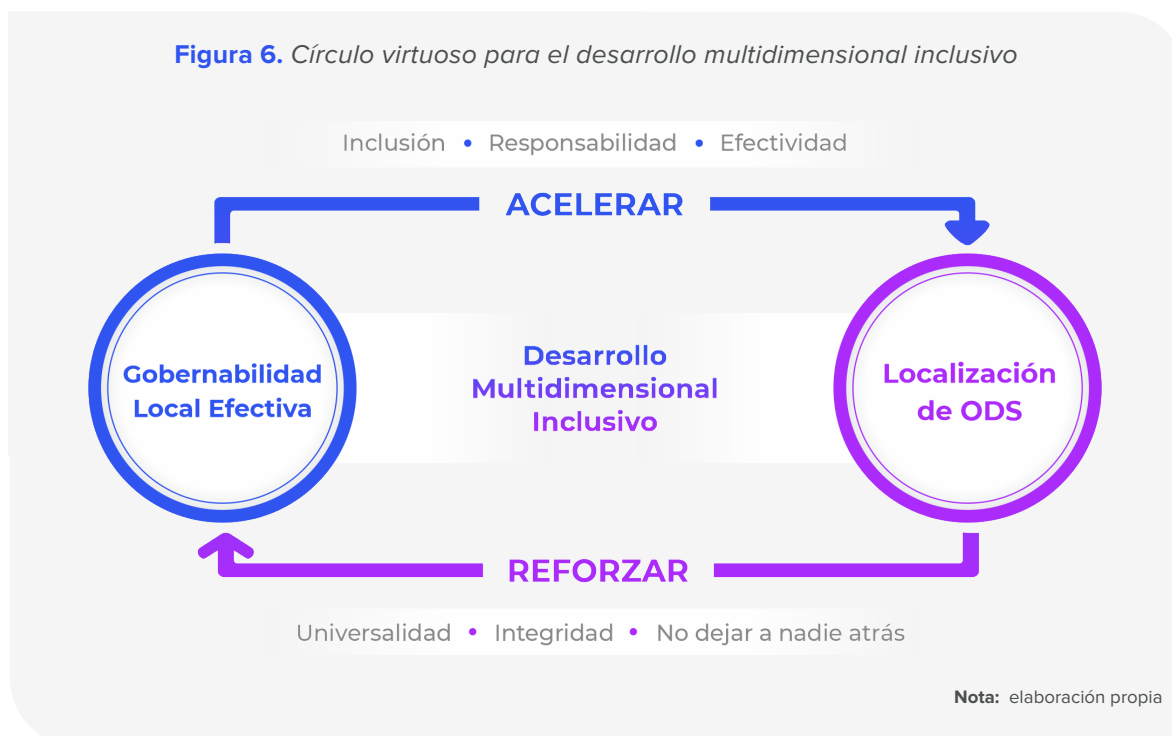 Figura 6. Círculo virtuoso para el desarrollo multidimensional inclusivo
Inclusión • Responsabilidad • Efectividad
ACELERAR
Gobernabilidad
Local Efectiva
Desarrollo
Multidimensional
Inclusivo
Localización
de ODS
REFORZAR
Universalidad • Integridad • No dejar a nadie atrás
Nota: elaboración propia